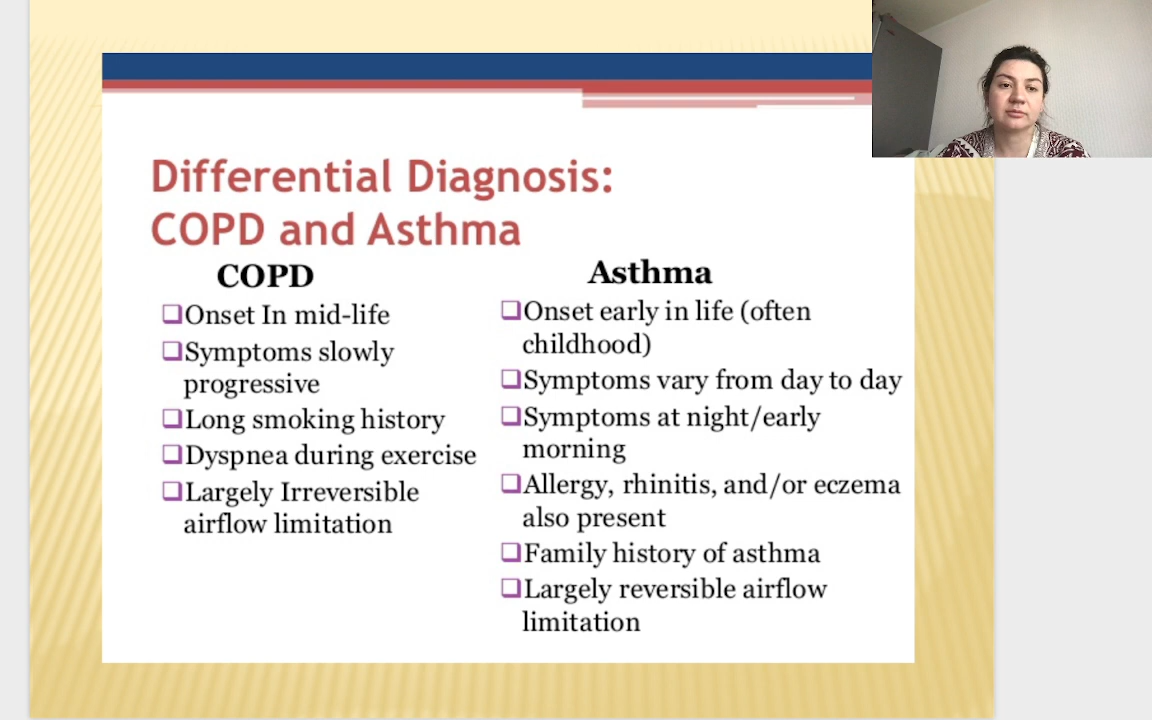 Differential Diagnosis:
COPD and Asthma
COPD
❑Onset In mid-life
❑Symptoms slowly
progressive
❑Long smoking history
❑Dyspnea during exercise
❑Largely Irreversible
airflow limitation
Asthma
❑Onset early in life (often
childhood)
❑Symptoms vary from day to day
❑Symptoms at night/early
morning
❑Allergy, rhinitis, and/or eczema
also present
❑Family history of asthma
❑Largely reversible airflow
limitation